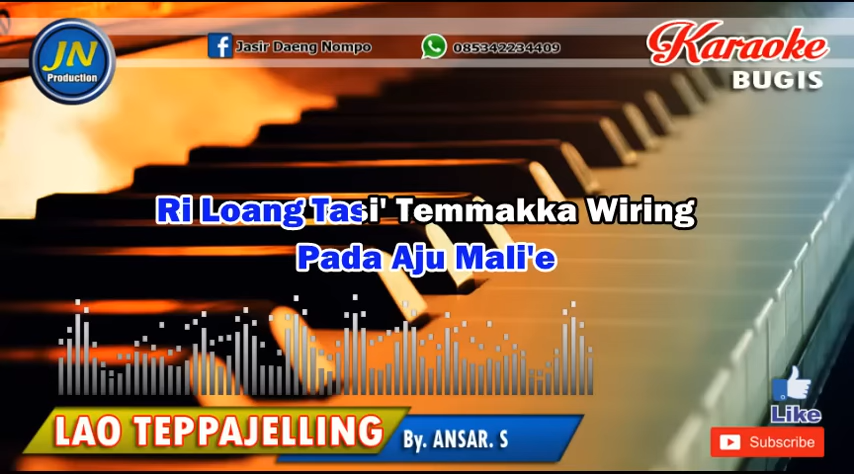 JN
Production
Jasir Daeng Nompo
085342234409
Karaoke
BUGIS
Ri Loang Tasi' Temmakka Wiring
Pada Aju Mali'e
LAO TEPPAJELLING
By. ANSAR. S
Like
Subscribe